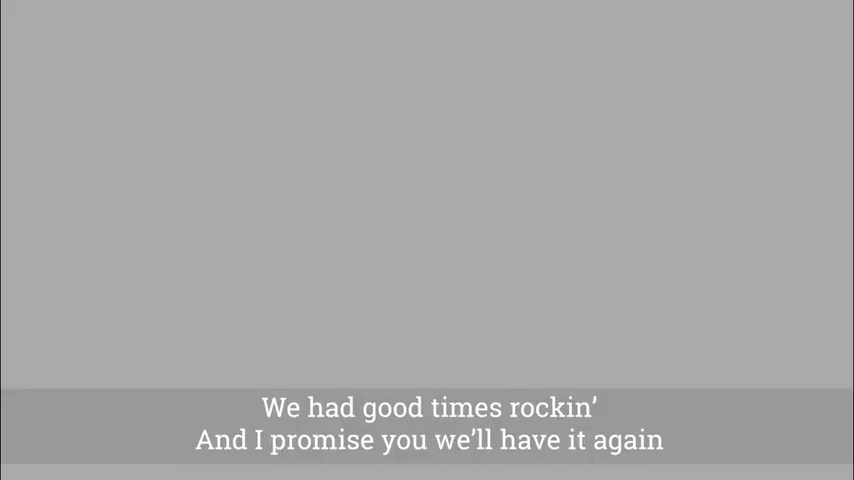 We had good times rockin’
And I promise you we’ll have it again